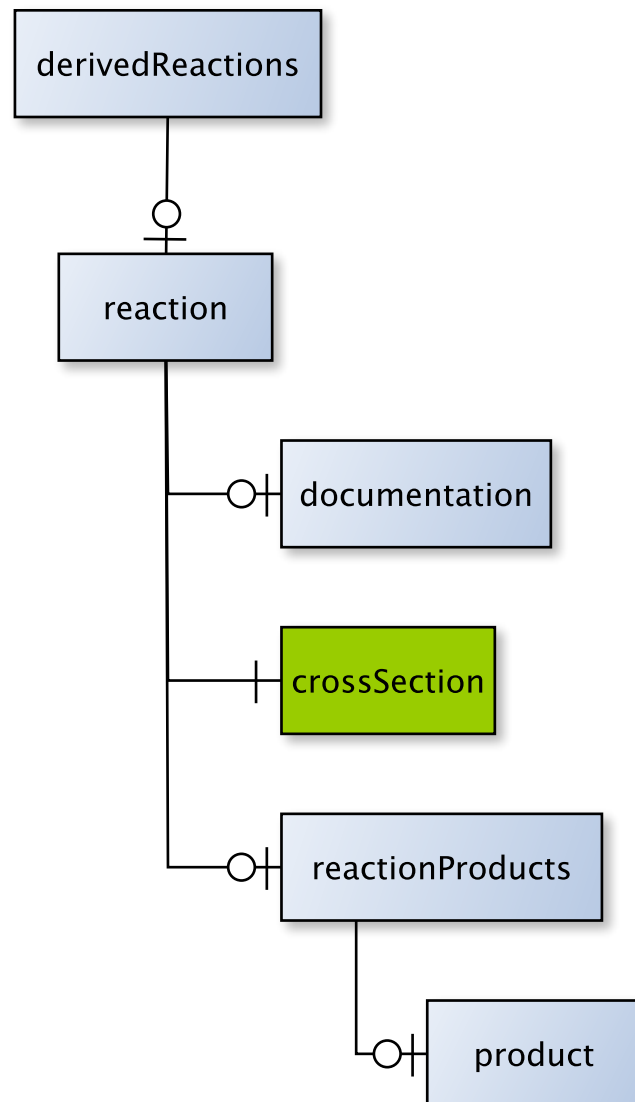 derivedReactions
reaction
documentation
crossSection
reactionProducts
product